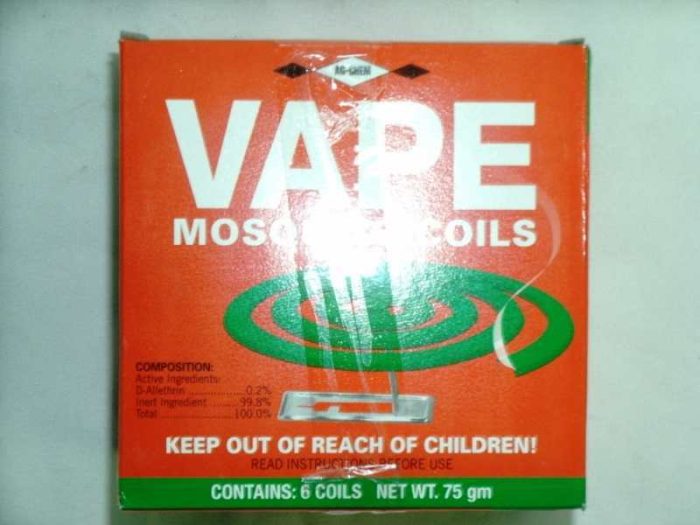 AG-CHEM
VAPE
COILS
COMPOSITION:
Active Ingredients:
D-Allethrin ............... 0.2%
Inert Ingredient ....... 99.8%
Total ................... 100.0%
KEEP OUT OF REACH OF CHILDREN!
READ INSTRUCTIONS BEFORE USE
CONTAINS: 6 COILS NET WT. 75 gm